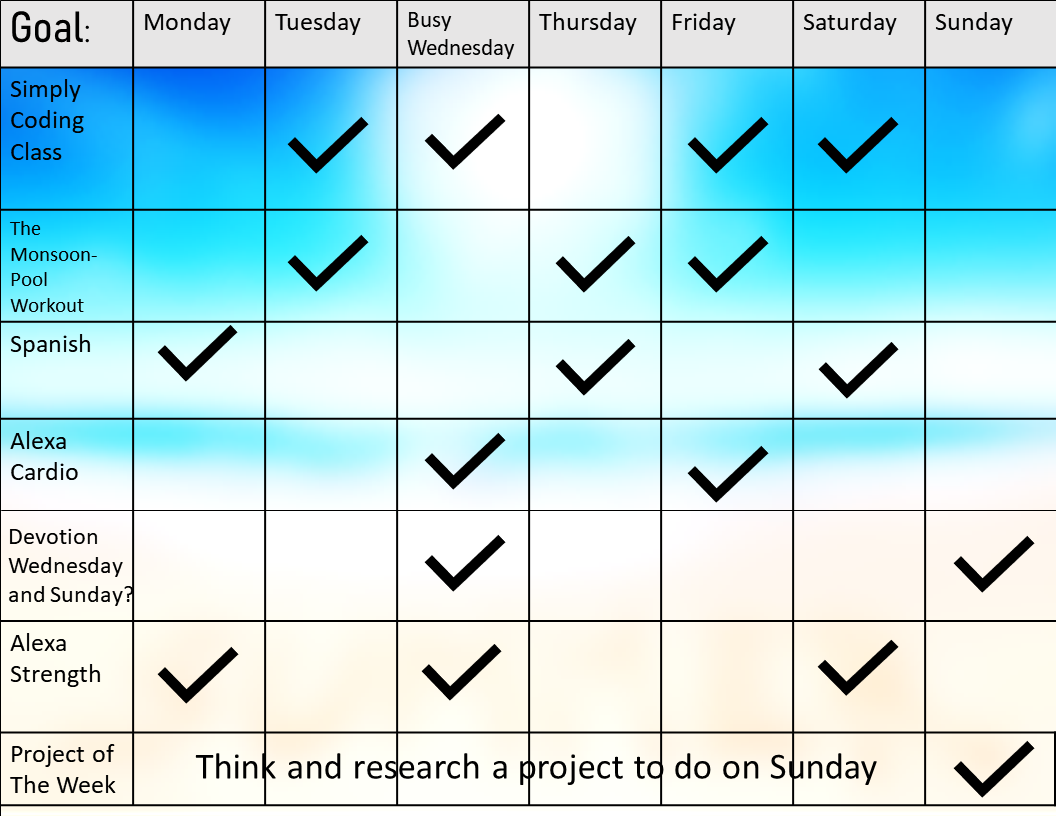 Goal:
Monday
Tuesday
Busy
Wednesday
Thursday
Friday
Saturday
Sunday
Simply
Coding
Class
The
Monsoon-
Pool
Workout
Spanish
Alexa
Cardio
Devotion
Wednesday
and Sunday?
Alexa
Strength
Project of
The Week
Think and research a project to do on Sunday